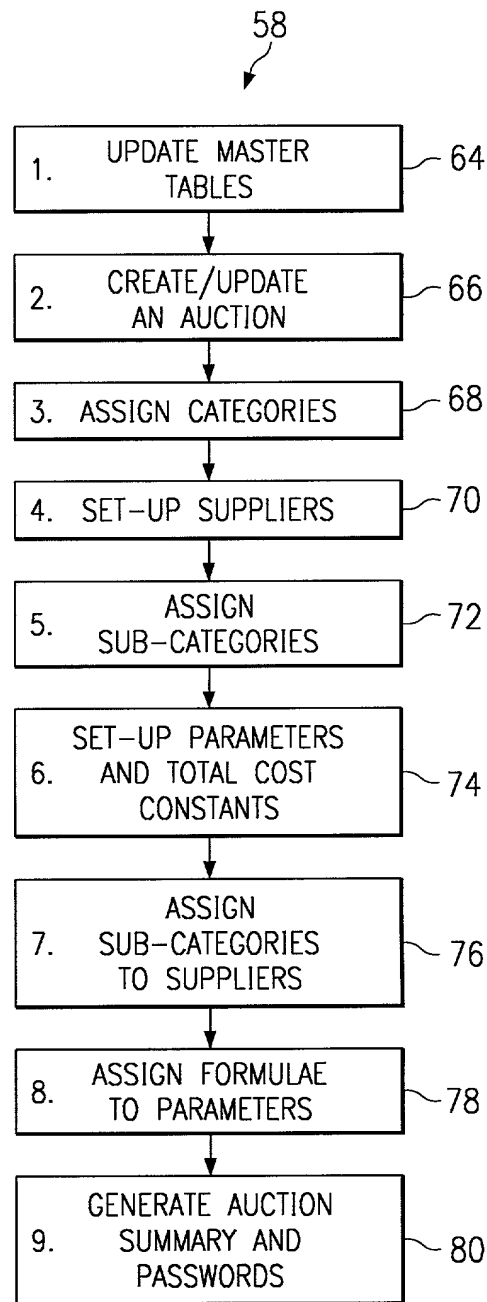 58
1. UPDATE MASTER
TABLES
64
2. CREATE/UPDATE
AN AUCTION
66
3. ASSIGN CATEGORIES
68
4. SET-UP SUPPLIERS
70
5. ASSIGN
SUB-CATEGORIES
72
6. SET-UP PARAMETERS
AND TOTAL COST
CONSTANTS
74
7. ASSIGN
SUB-CATEGORIES
TO SUPPLIERS
76
8. ASSIGN FORMULAE
TO PARAMETERS
78
9. GENERATE AUCTION
SUMMARY AND
PASSWORDS
80